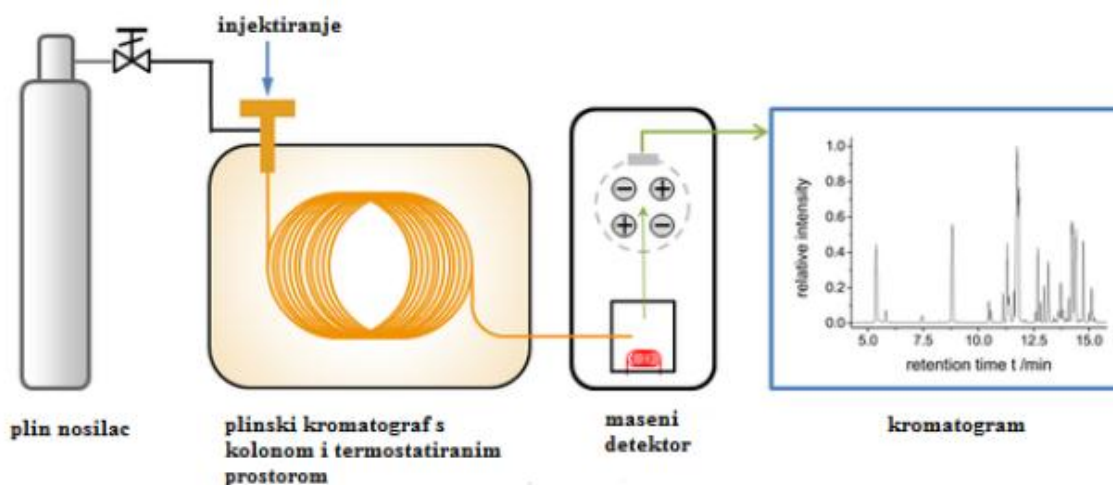 injektiranje
plin nosilac
plinski kromatograf s
kolonom i termostatiranim
prostorom
maseni
detektor
kromatogram
relative intensity
1.0
0.8
0.6
0.4
0.2
0.0
5.0 7.5 10.0 12.5 15.0
retention time t /min
− +
+ −